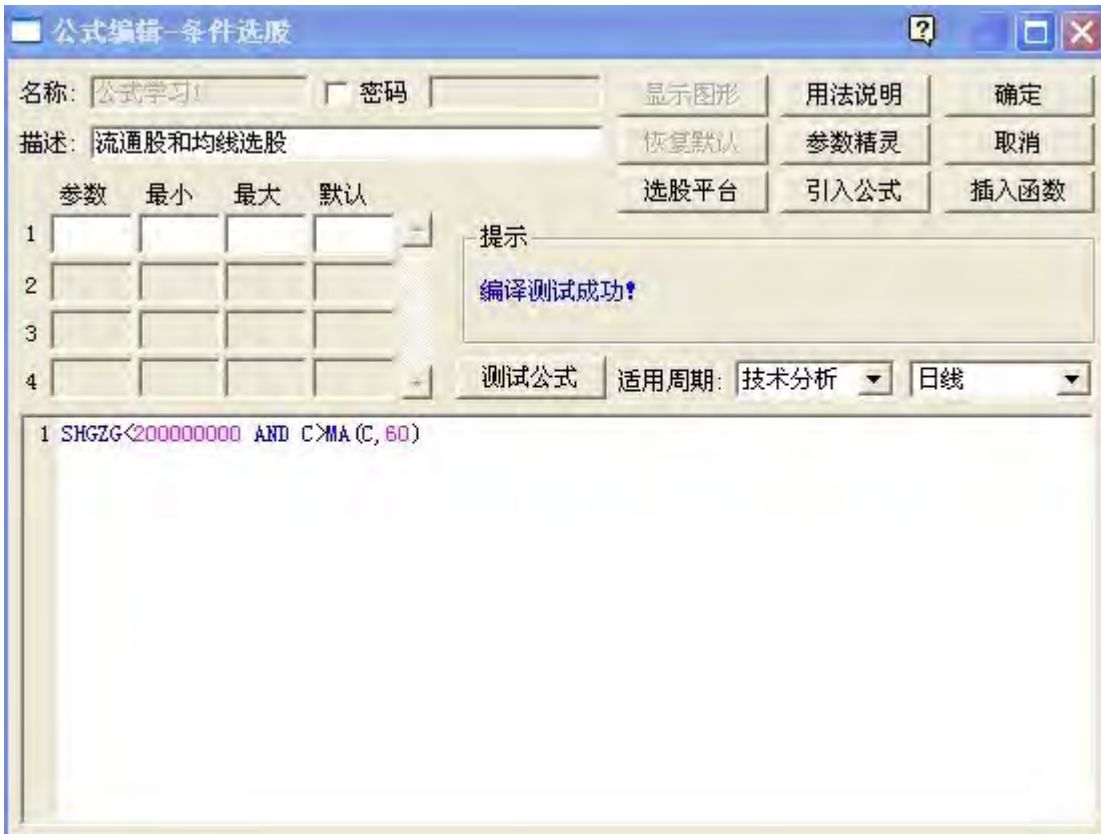 公式编辑-条件选股
名称: 公式学习1 密码 显示图形 用法说明 确定
描述: 流通股和均线选股 恢复默认 参数精灵 取消
参数 最小 最大 默认 选股平台 引入公式 插入函数
1
提示
2
编译测试成功!
3
4
测试公式 适用周期: 技术分析 日线
1 SHGZG<200000000 AND C>MA(C,60)